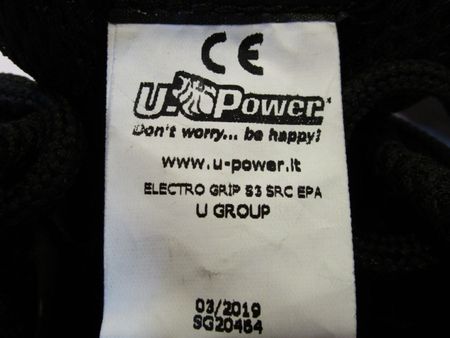 CE
U-Power
Don't worry... be happy!
www.u-power.it
ELECTRO GRIP S3 SRC EPA
U GROUP
03/2019
SG20464